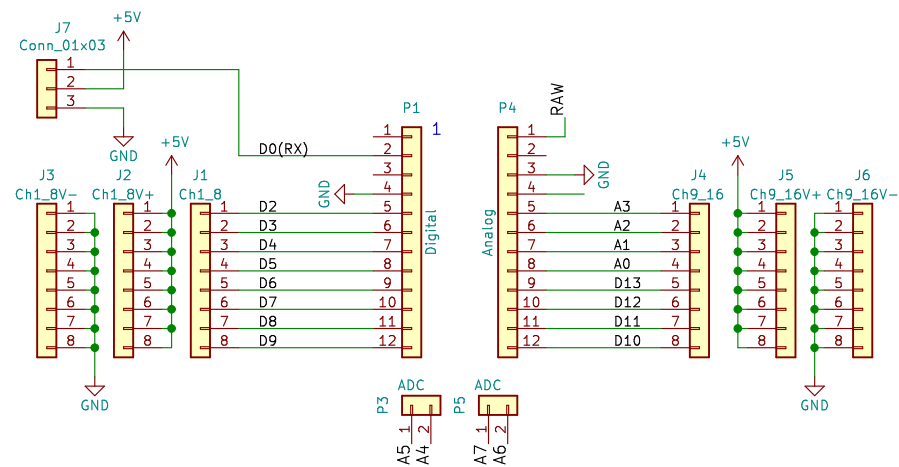 J7
Conn_01x03
1
2
3
+5V
GND
D0(RX)
P1
1
1
2
3
4
5
6
7
8
9
10
11
12
Digital
GND
P4
1
2
3
4
5
6
7
8
9
10
11
12
Analog
RAW
GND
J3
Ch1_8V-
1
2
3
4
5
6
7
8
GND
J2
Ch1_8V+
1
2
3
4
5
6
7
8
+5V
J1
Ch1_8
1
2
3
4
5
6
7
8
D2
D3
D4
D5
D6
D7
D8
D9
A3
A2
A1
A0
D13
D12
D11
D10
J4
Ch9_16
1
2
3
4
5
6
7
8
+5V
J5
Ch9_16V+
1
2
3
4
5
6
7
8
J6
Ch9_16V-
1
2
3
4
5
6
7
8
GND
P3
ADC
1
2
A5
A4
P5
ADC
1
2
A7
A6